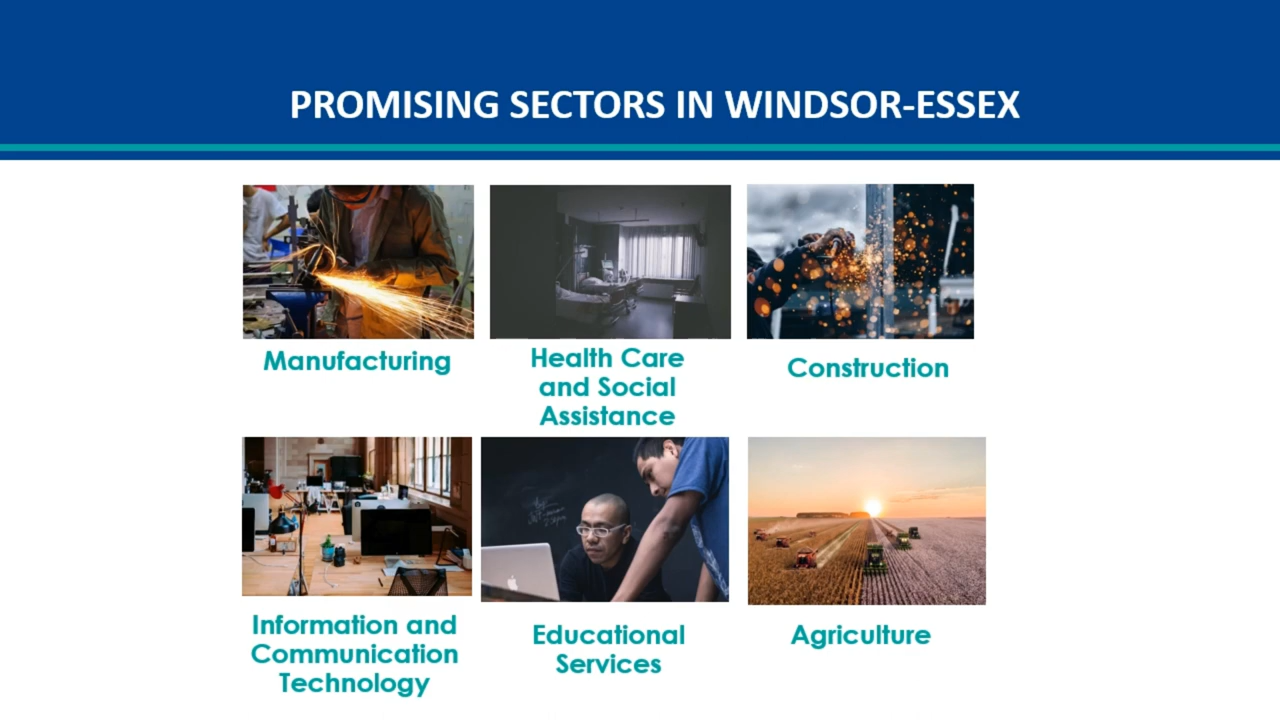 PROMISING SECTORS IN WINDSOR-ESSEX
Manufacturing
Health Care
and Social
Assistance
Construction
Information and
Communication
Technology
Educational
Services
Agriculture